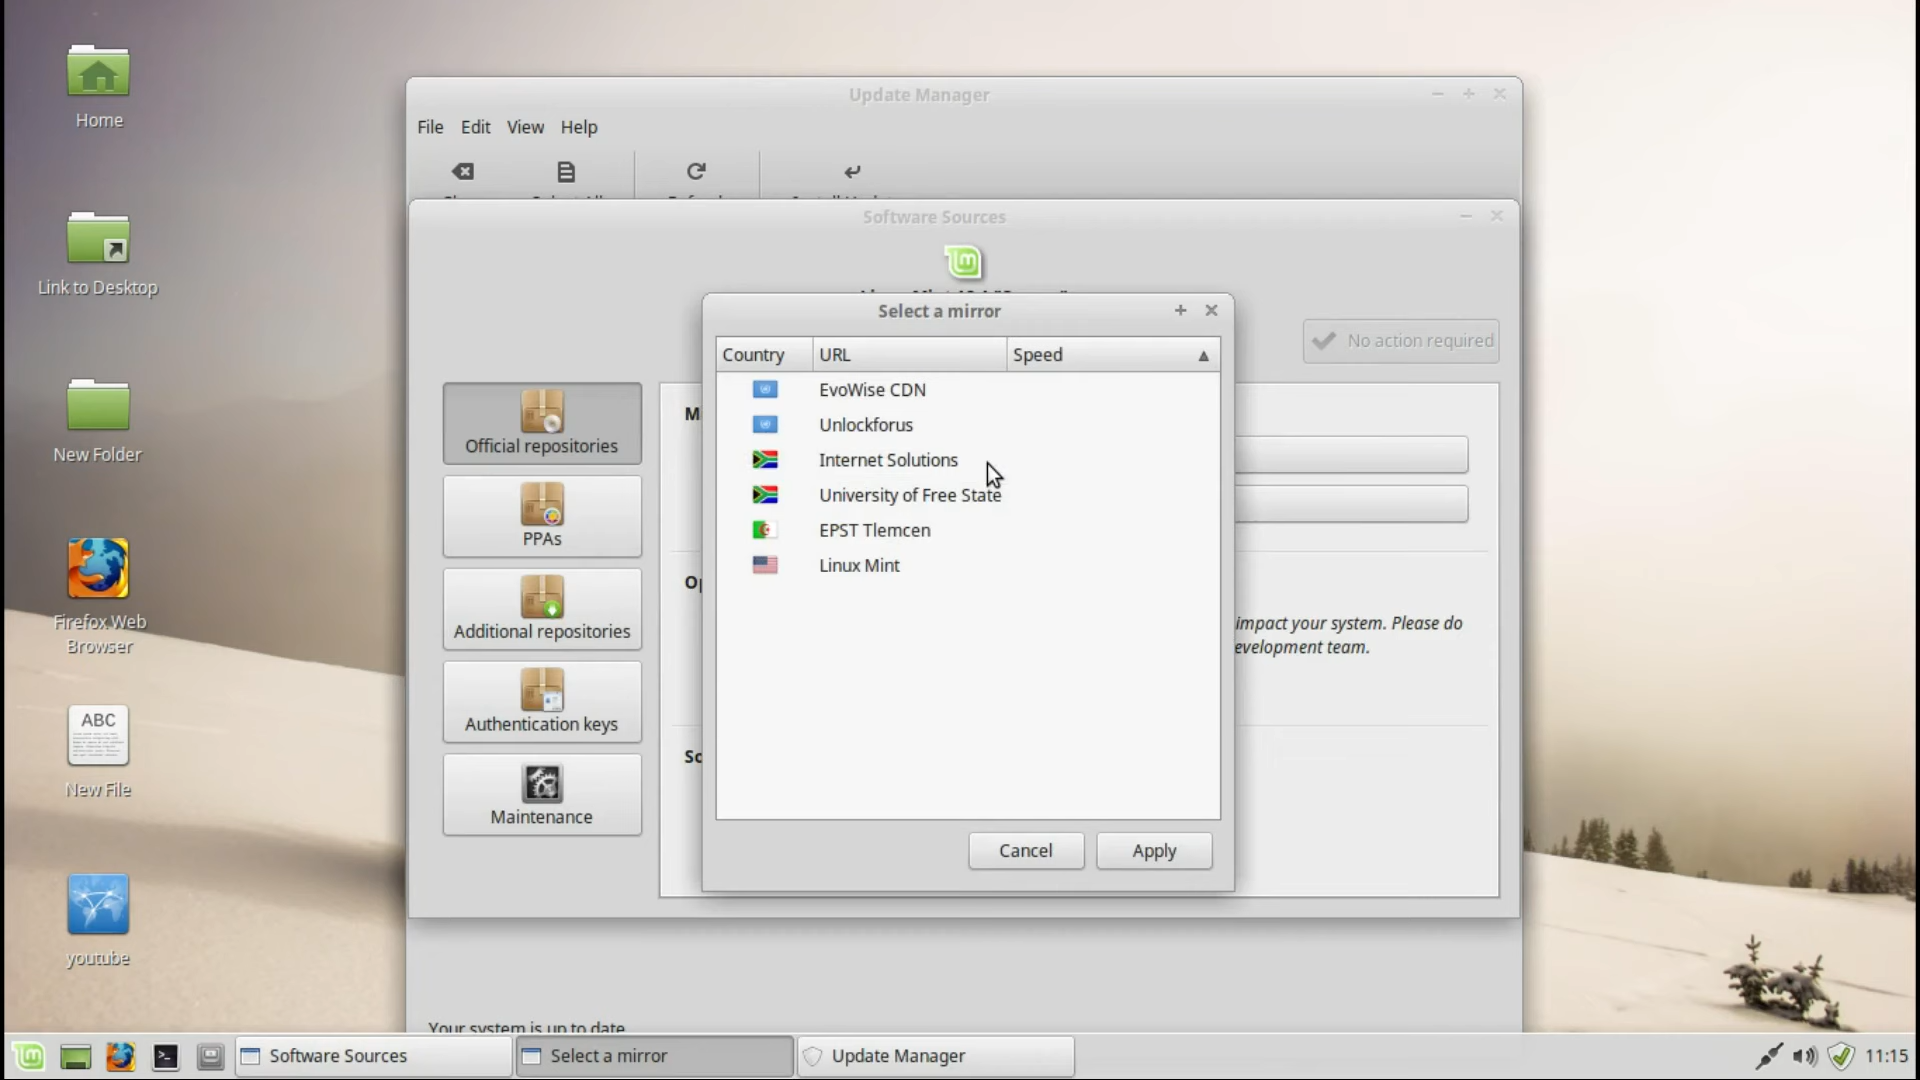 Home
Link to Desktop
New Folder
Firefox Web
Browser
ABC
New File
youtube
Update Manager
File Edit View Help
Software Sources
No action required
Official repositories
PPAs
Additional repositories
Authentication keys
Maintenance
Select a mirror
Country URL Speed
EvoWise CDN
Unlockforus
Internet Solutions
University of Free State
EPST Tlemcen
Linux Mint
Cancel Apply
impact your system. Please do
evelopment team.
Your system is up to date
Software Sources
Select a mirror
Update Manager
11:15